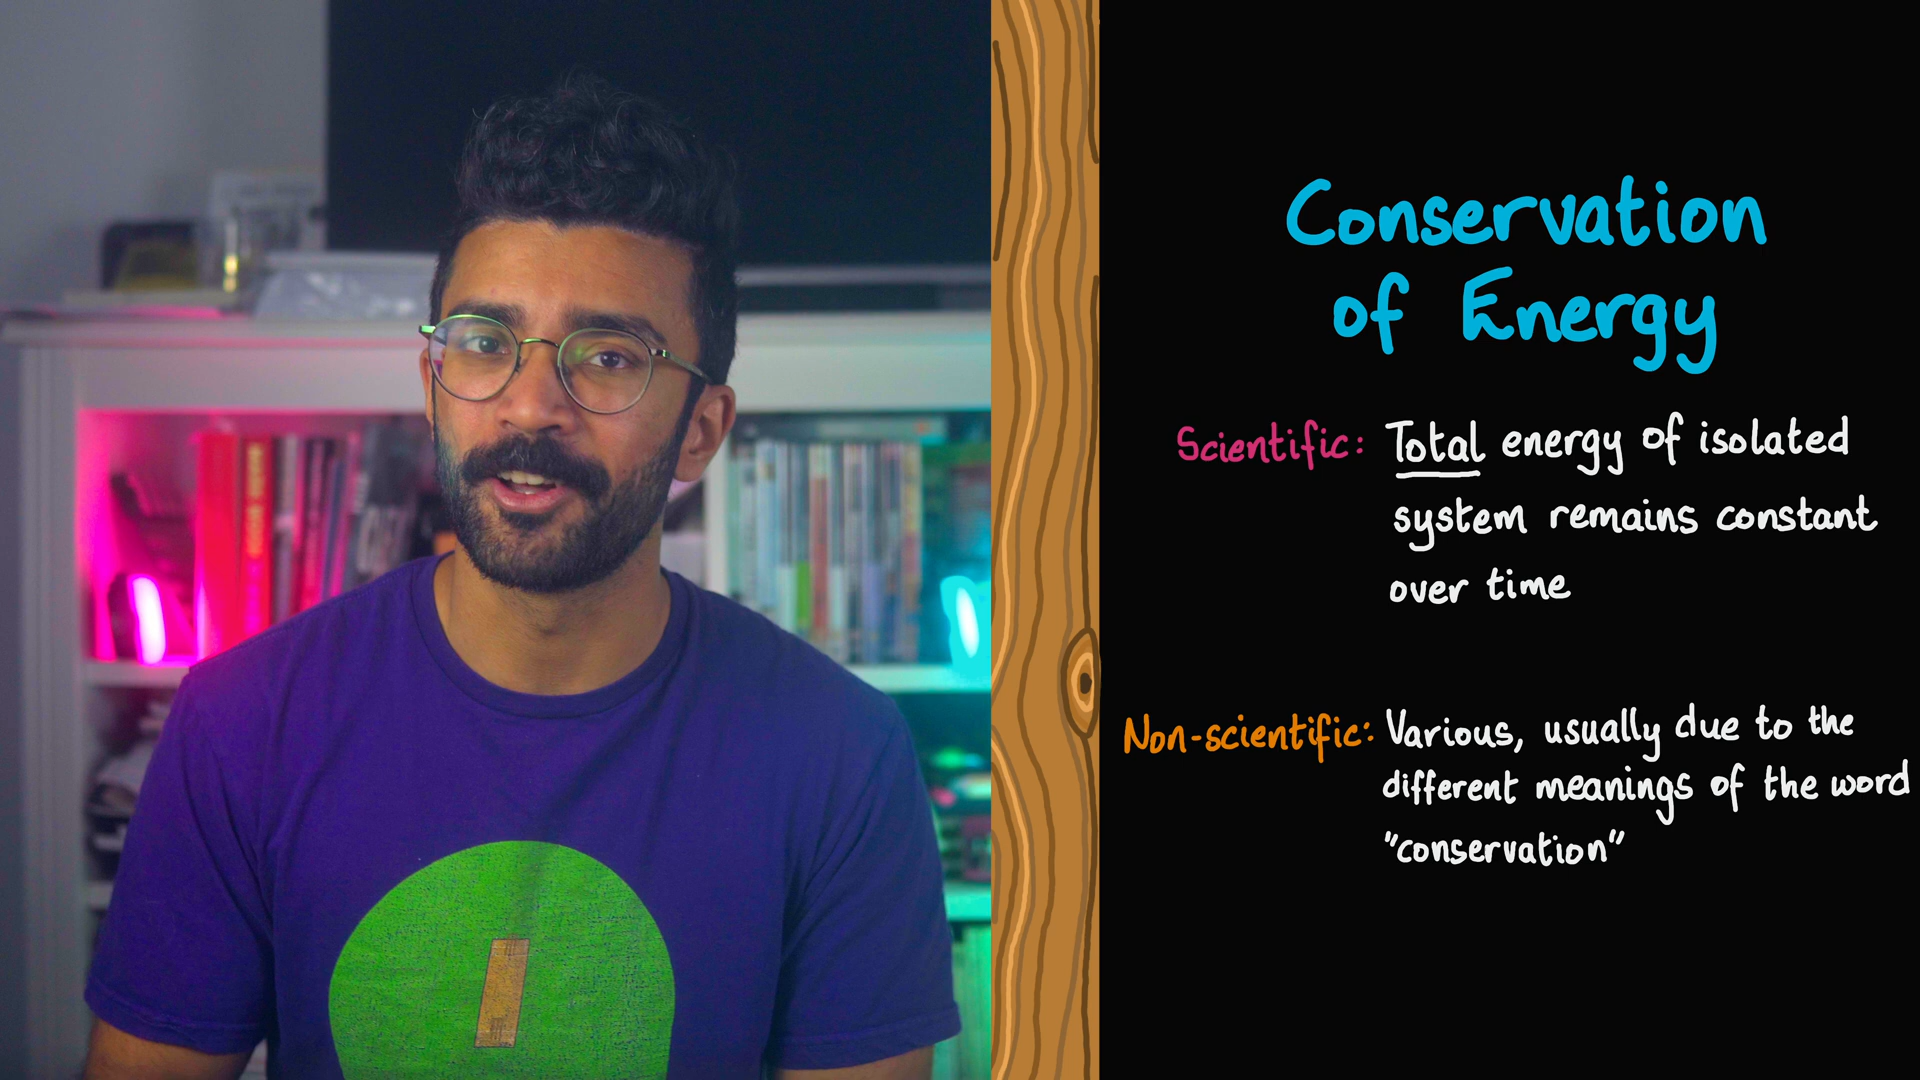 Conservation
of Energy
Scientific: Total energy of isolated
system remains constant
over time
Non-scientific: Various, usually due to the
different meanings of the word
"conservation"